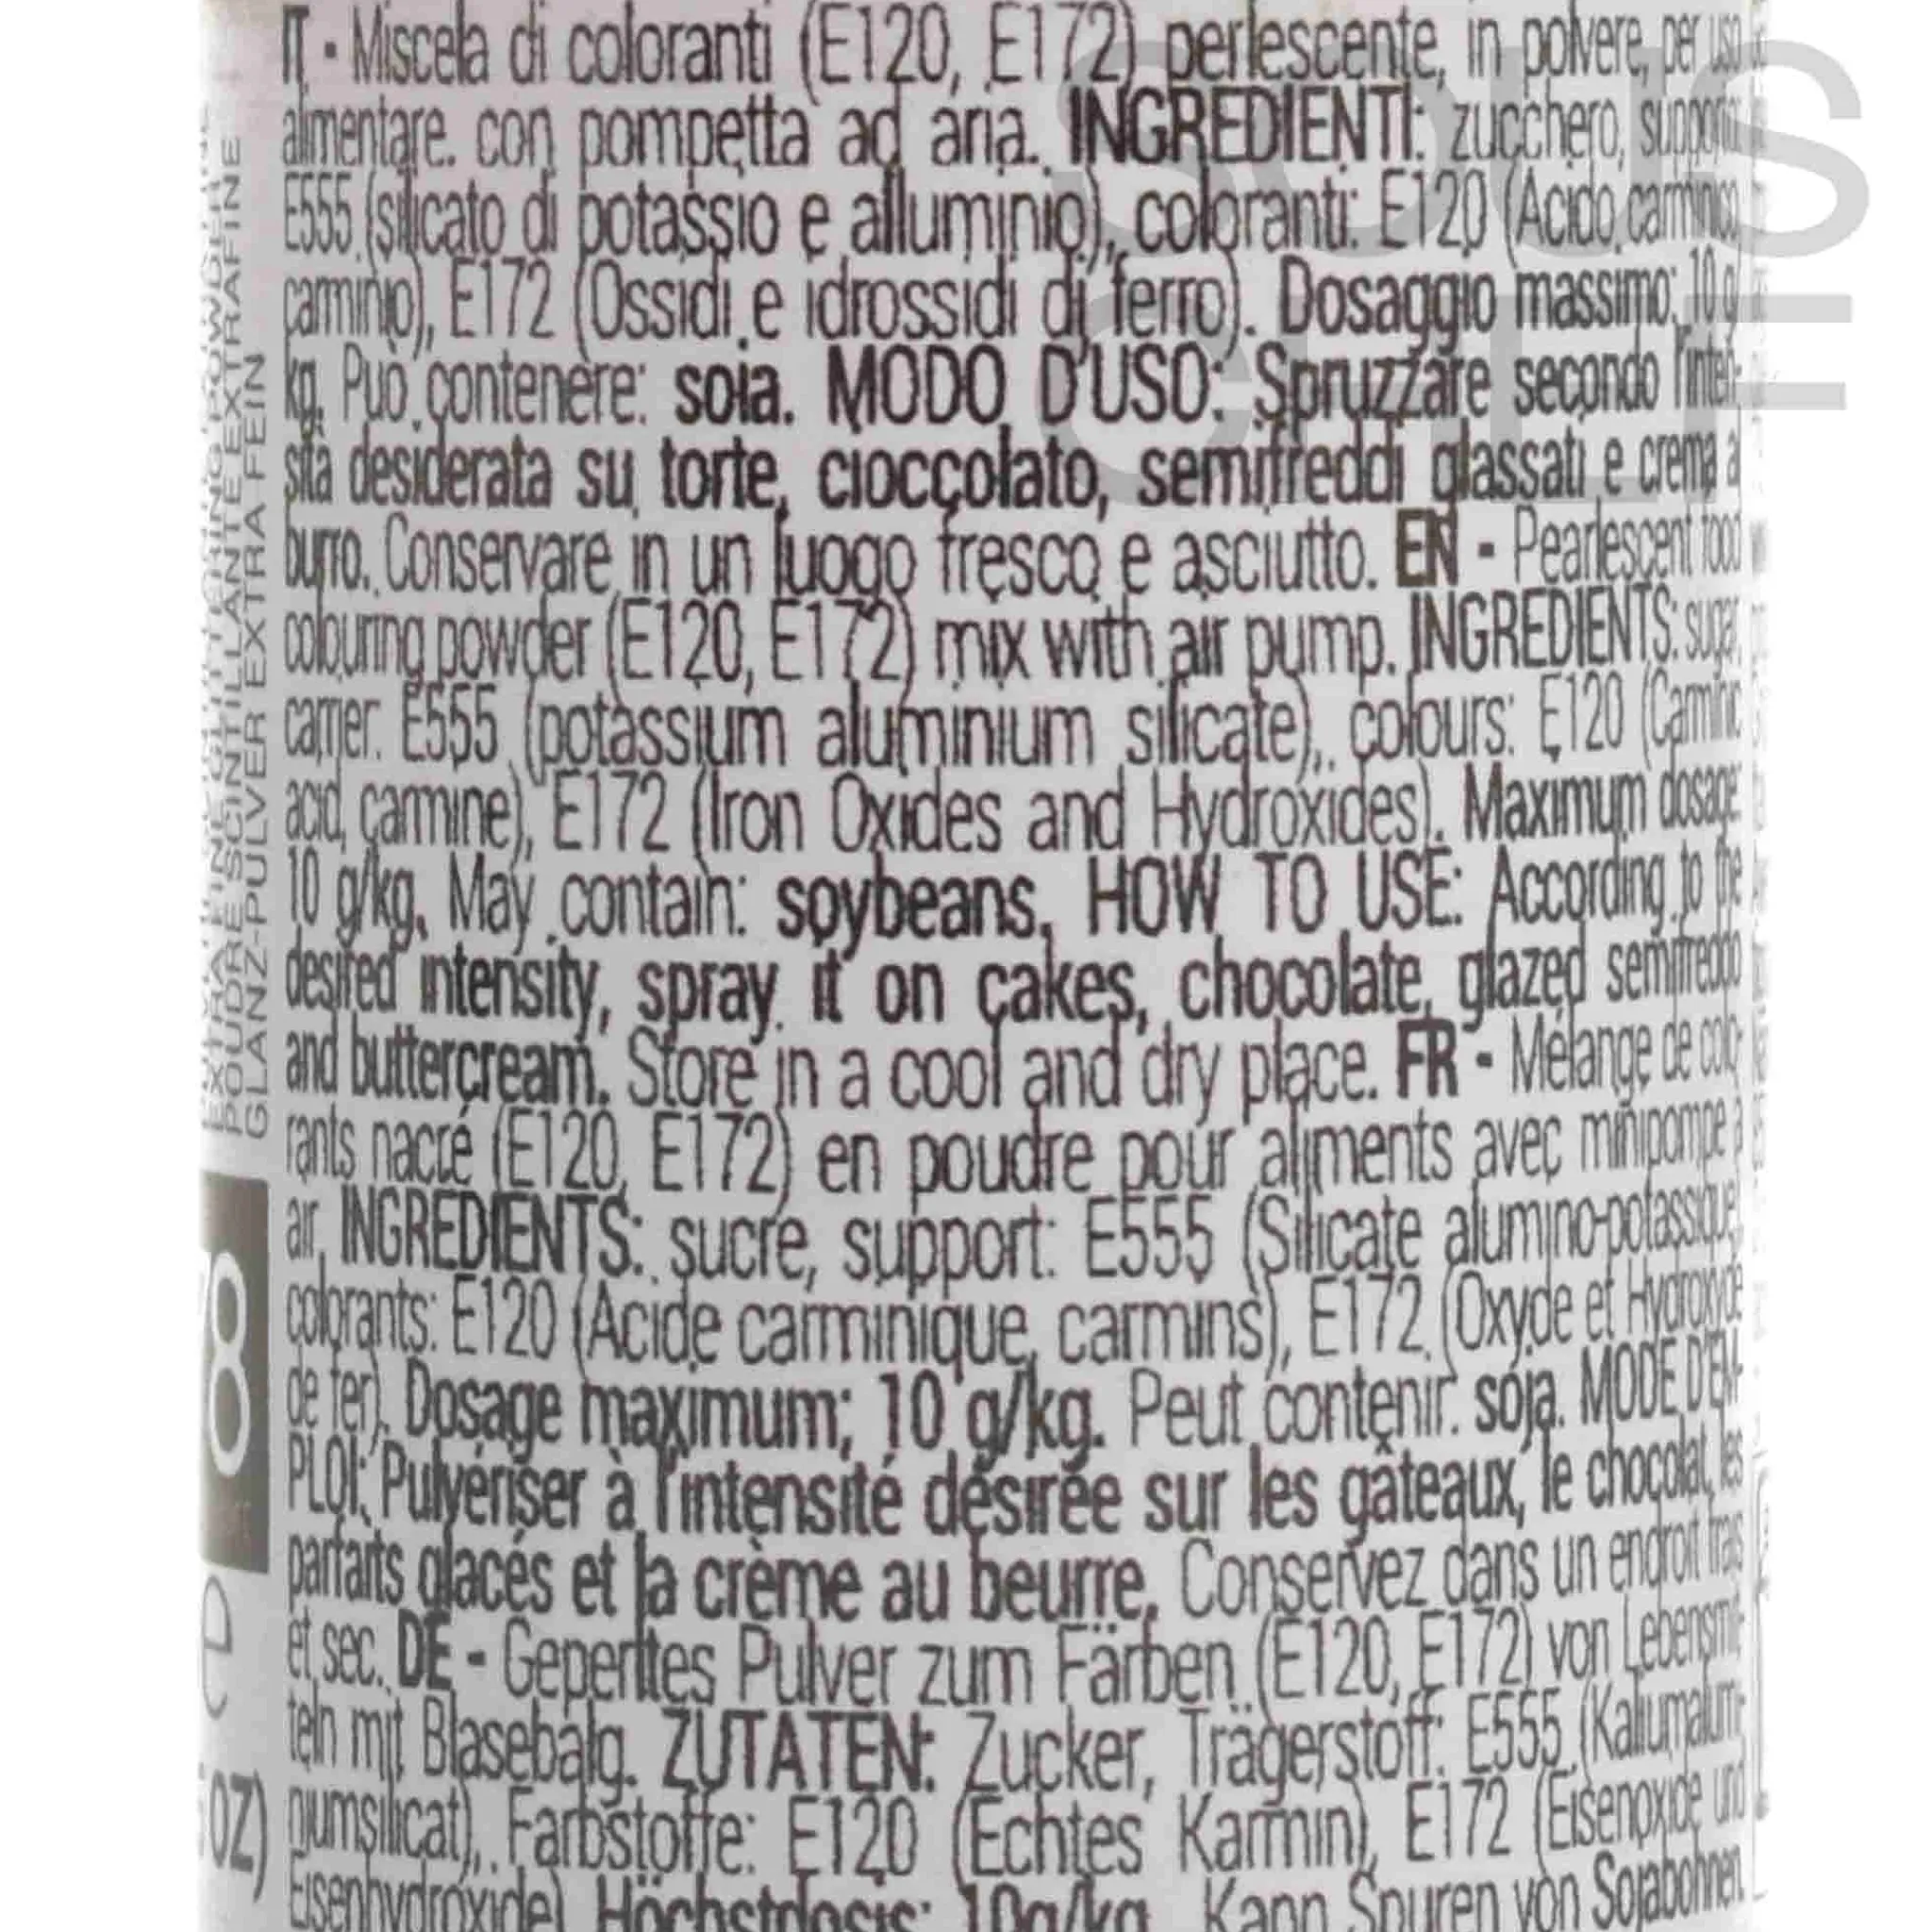 IT - Miscela di coloranti (E120, E172) perlescente, in polvere, per uso
alimentare. con pompetta ad aria. INGREDIENTI: zucchero, supporto:
E555 (silicato di potassio e alluminio), coloranti: E120 (Acido carminico,
carminio), E172 (Ossidi e idrossidi di ferro). Dosaggio massimo: 10 g/
kg. Può contenere: soia. MODO D'USO: Spruzzare secondo l'inten-
sità desiderata su torte, cioccolato, semifreddi glassati e crema al
burro. Conservare in un luogo fresco e asciutto. EN - Pearlescent food
colouring powder (E120, E172) mix with air pump. INGREDIENTS: sugar,
carrier: E555 (potassium aluminium silicate), colours: E120 (Carminic
acid, carmine), E172 (Iron Oxides and Hydroxides). Maximum dosage:
10 g/kg. May contain: soybeans. HOW TO USE: According to the
desired intensity, spray it on cakes, chocolate, glazed semifreddo
and buttercream. Store in a cool and dry place. FR - Mélange de colo-
rants nacré (E120, E172) en poudre pour aliments avec minipompe à
air. INGREDIENTS: sucre, support: E555 (Silicate alumino-potassique),
colorants: E120 (Acide carminique, carmins), E172 (Oxyde et Hydroxyde
de fer). Dosage maximum: 10 g/kg. Peut contenir: soja. MODE D'EM-
PLOI: Pulvériser à l'intensité désirée sur les gâteaux, le chocolat, les
parfaits glacés et la crème au beurre. Conservez dans un endroit frais
et sec. DE - Geperltes Pulver zum Färben (E120, E172) von Lebensmit-
teln mit Blasebalg. ZUTATEN: Zucker, Trägerstoff: E555 (Kaliumalumi-
niumsilicat), Farbstoffe: E120 (Echtes Karmin), E172 (Eisenoxide und
Eisenhydroxide) Höchstdosis: 10g/kg. Kann Spuren von Sojabohnen
POUDRE SCINTILLANTE EXTRAFINE
GLANZ-PULVER EXTRA FEIN
8
e
OZ)
SOUS
CHEF